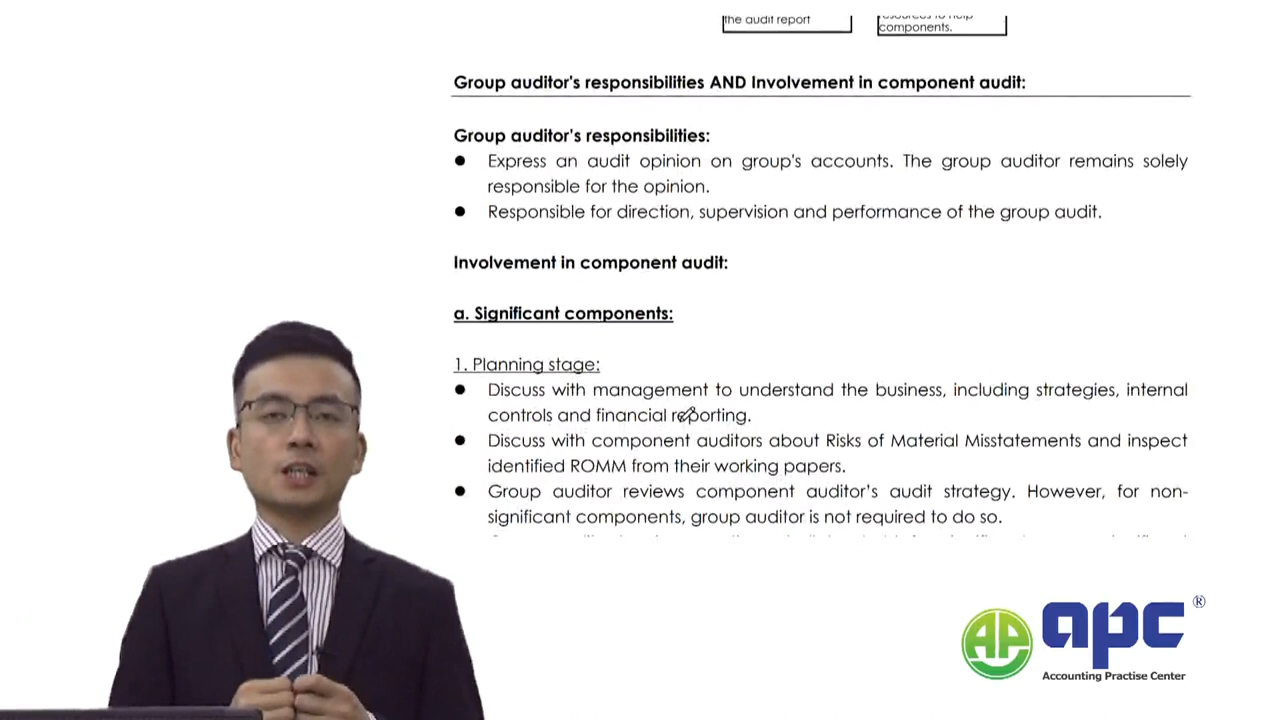 the audit report
resources to help
components.
Group auditor's responsibilities AND Involvement in component audit:
Group auditor's responsibilities:
● Express an audit opinion on group's accounts. The group auditor remains solely
responsible for the opinion.
● Responsible for direction, supervision and performance of the group audit.
Involvement in component audit:
a. Significant components:
1. Planning stage:
● Discuss with management to understand the business, including strategies, internal
controls and financial reporting.
● Discuss with component auditors about Risks of Material Misstatements and inspect
identified ROMM from their working papers.
● Group auditor reviews component auditor's audit strategy. However, for non-
significant components, group auditor is not required to do so.
AP
apc ®
Accounting Practise Center